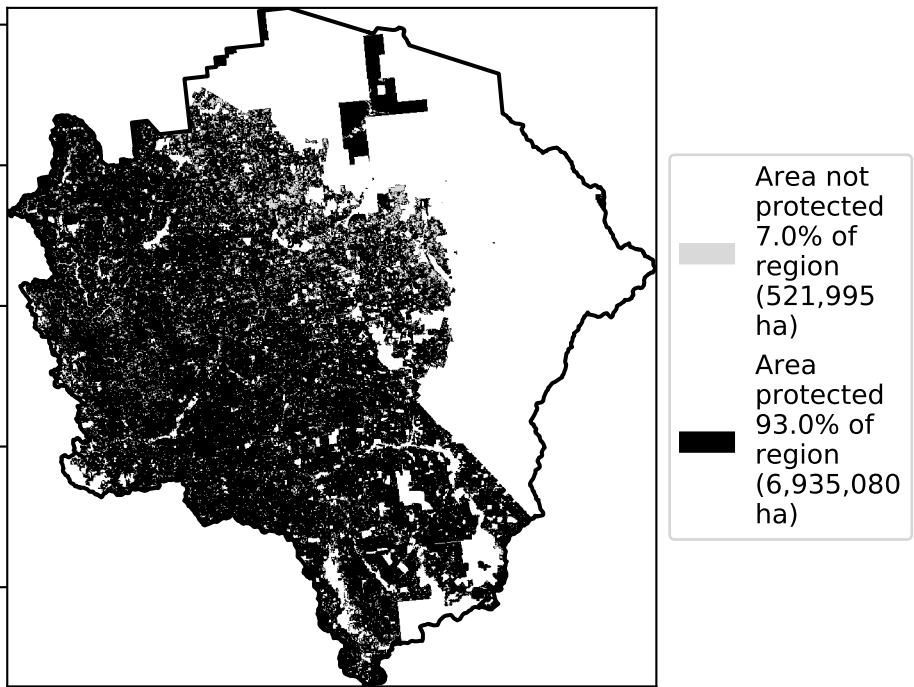 Area not
protected
7.0% of
region
(521,995
ha)
Area
protected
93.0% of
region
(6,935,080
ha)